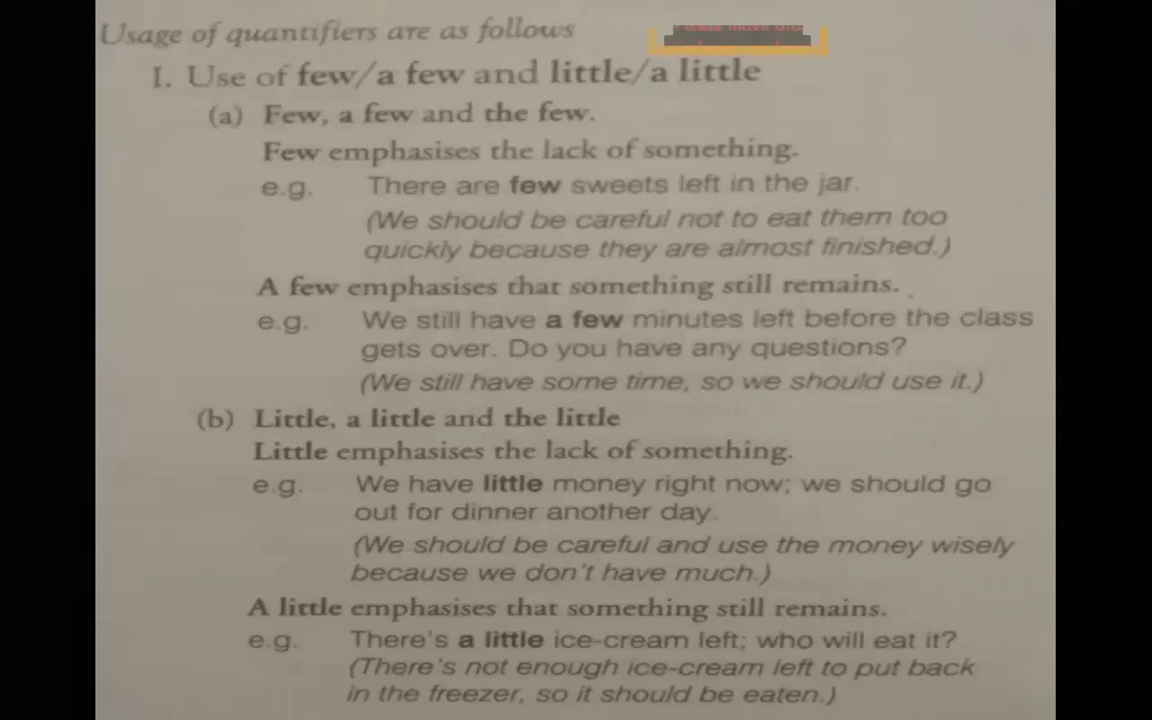 Usage of quantifiers are as follows
I. Use of few/a few and little/a little
(a) Few, a few and the few.
Few emphasises the lack of something.
e.g. There are few sweets left in the jar.
(We should be careful not to eat them too
quickly because they are almost finished.)
A few emphasises that something still remains.
e.g. We still have a few minutes left before the class
gets over. Do you have any questions?
(We still have some time, so we should use it.)
(b) Little, a little and the little
Little emphasises the lack of something.
e.g. We have little money right now; we should go
out for dinner another day.
(We should be careful and use the money wisely
because we don't have much.)
A little emphasises that something still remains.
e.g. There's a little ice-cream left; who will eat it?
(There's not enough ice-cream left to put back
in the freezer, so it should be eaten.)